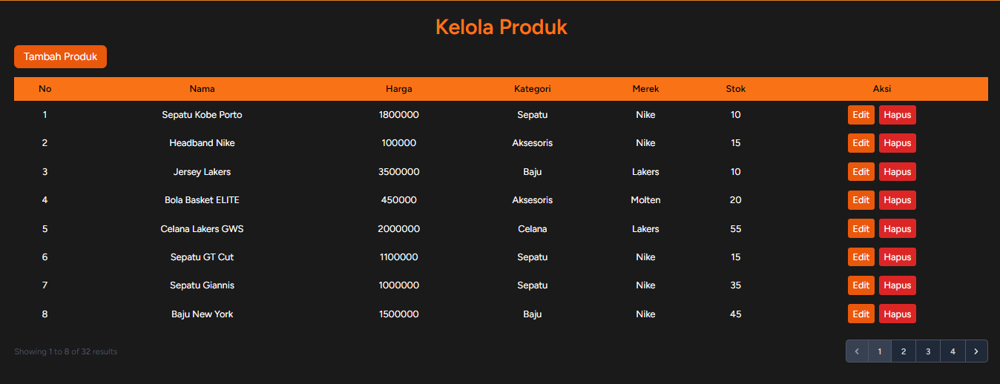 Kelola Produk
Tambah Produk
No Nama Harga Kategori Merek Stok Aksi
1 Sepatu Kobe Porto 1800000 Sepatu Nike 10 Edit Hapus
2 Headband Nike 100000 Aksesoris Nike 15 Edit Hapus
3 Jersey Lakers 3500000 Baju Lakers 10 Edit Hapus
4 Bola Basket ELITE 450000 Aksesoris Molten 20 Edit Hapus
5 Celana Lakers GWS 2000000 Celana Lakers 55 Edit Hapus
6 Sepatu GT Cut 1100000 Sepatu Nike 15 Edit Hapus
7 Sepatu Giannis 1000000 Sepatu Nike 35 Edit Hapus
8 Baju New York 1500000 Baju Nike 45 Edit Hapus
Showing 1 to 8 of 32 results < 1 2 3 4 >